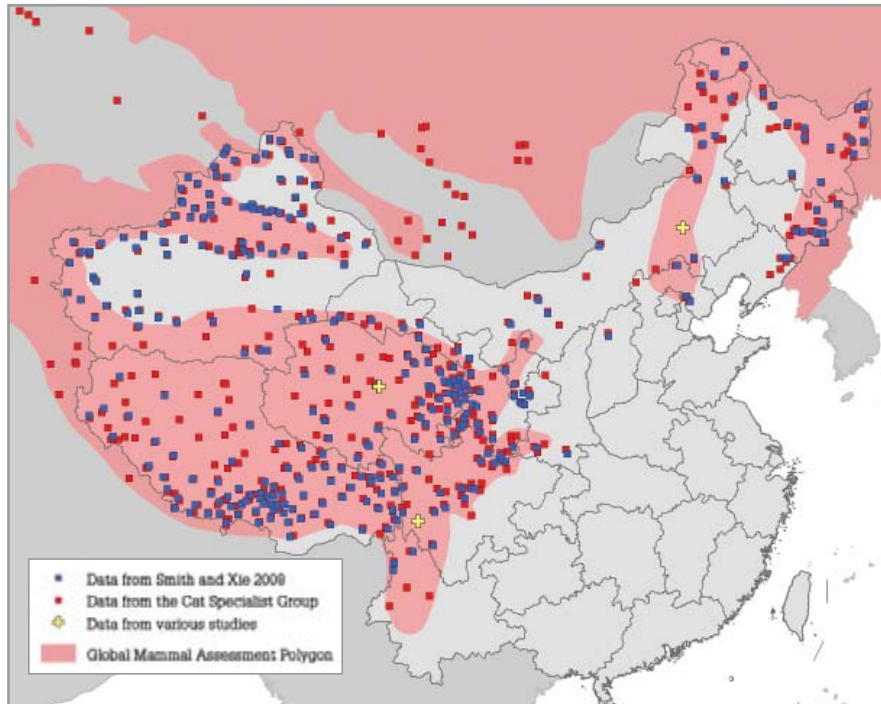 Data from Smith and Xie 2008
Data from the Cat Specialist Group
Data from various studies
Global Mammal Assessment Polygon